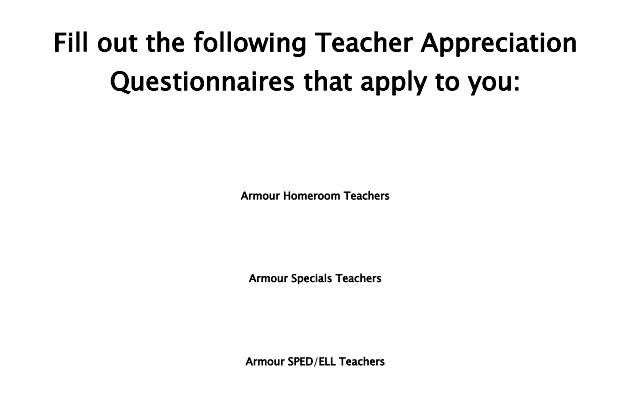 Fill out the following Teacher Appreciation
Questionnaires that apply to you:
Armour Homeroom Teachers
Armour Specials Teachers
Armour SPED/ELL Teachers